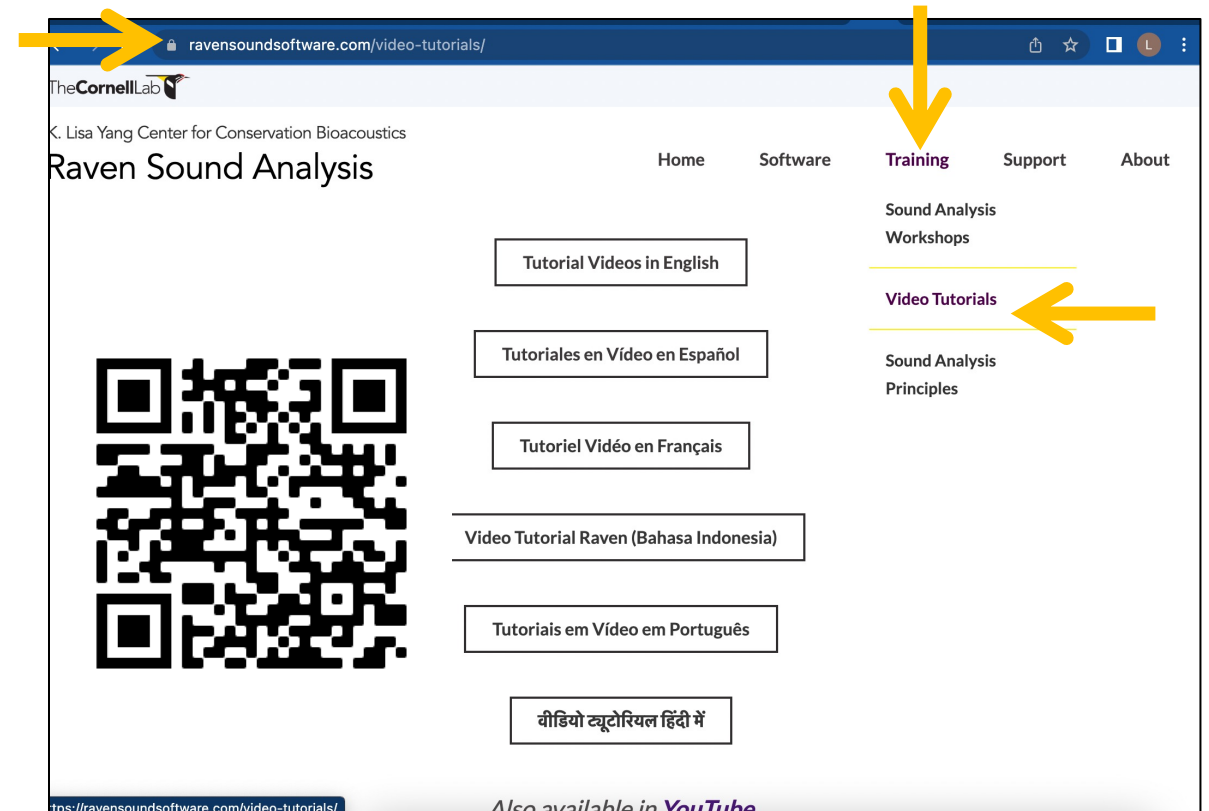 ravensoundsoftware.com/video-tutorials/
L
TheCornellLab
K. Lisa Yang Center for Conservation Bioacoustics
Raven Sound Analysis
Home Software Training Support About
Sound Analysis
Workshops
Video Tutorials
Sound Analysis
Principles
Tutorial Videos in English
Tutoriales en Vídeo en Español
Tutoriel Vidéo en Français
Video Tutorial Raven (Bahasa Indonesia)
Tutoriais em Vídeo em Português
वीडियो ट्यूटोरियल हिंदी में
Also available in YouTube
ttps://ravensoundsoftware.com/video-tutorials/